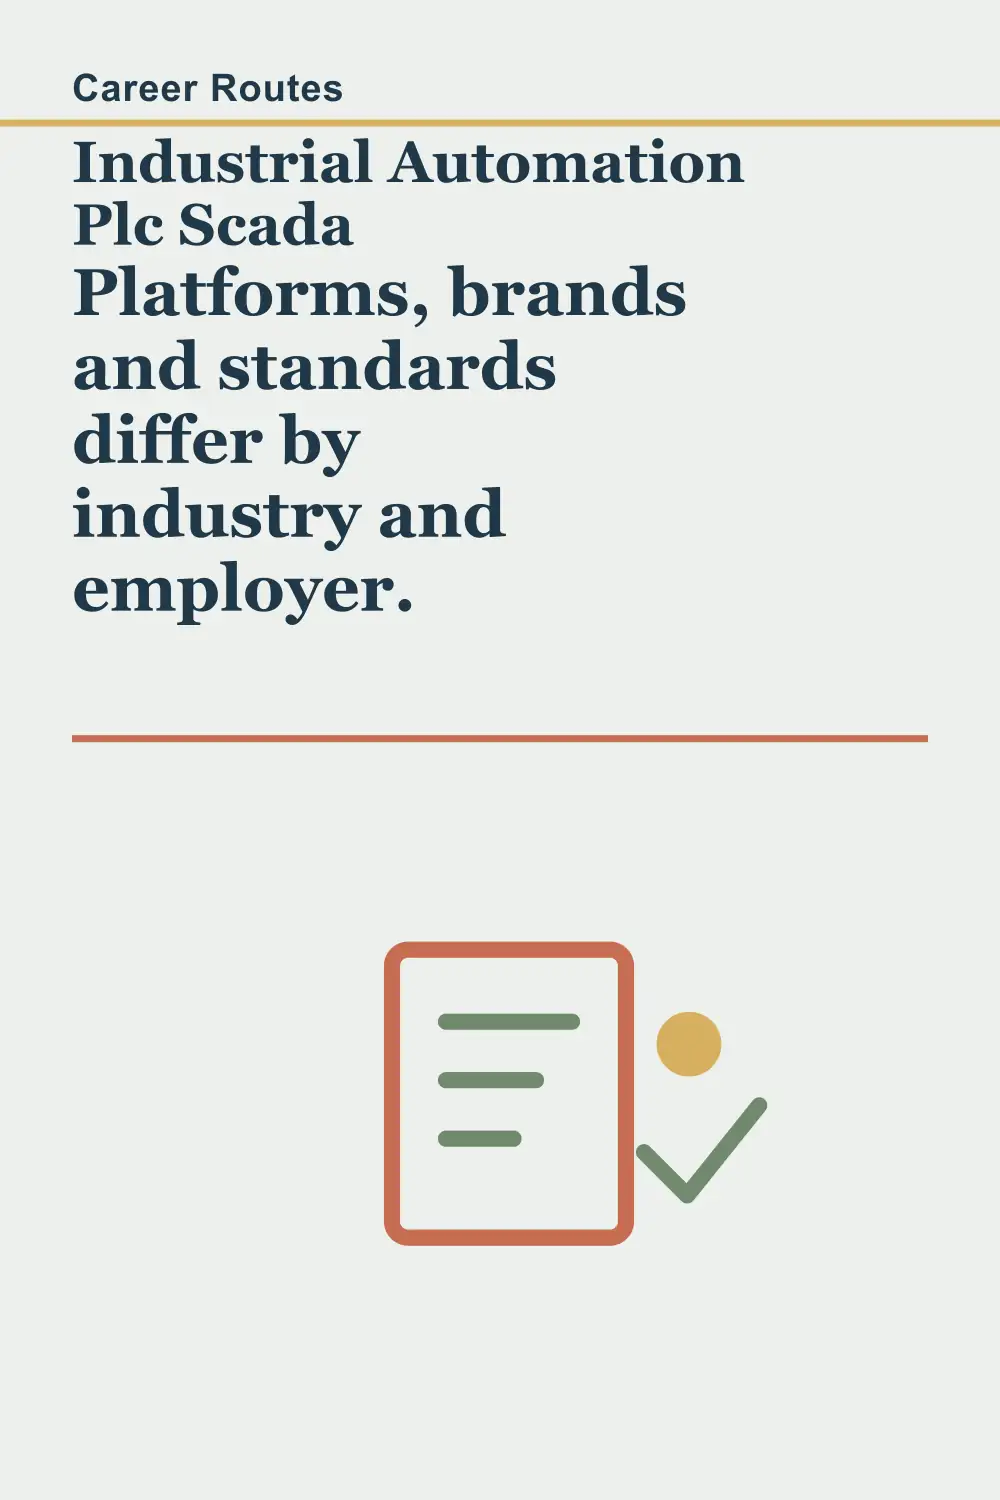 Career Routes
Industrial Automation
Plc Scada
Platforms, brands
and standards
differ by
industry and
employer.